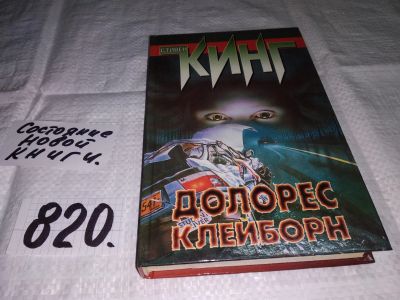 СТИВЕН
КИНГ
ДОЛОРЕС
КЛЕЙБОРН
Состояние
новой
книги.
820.